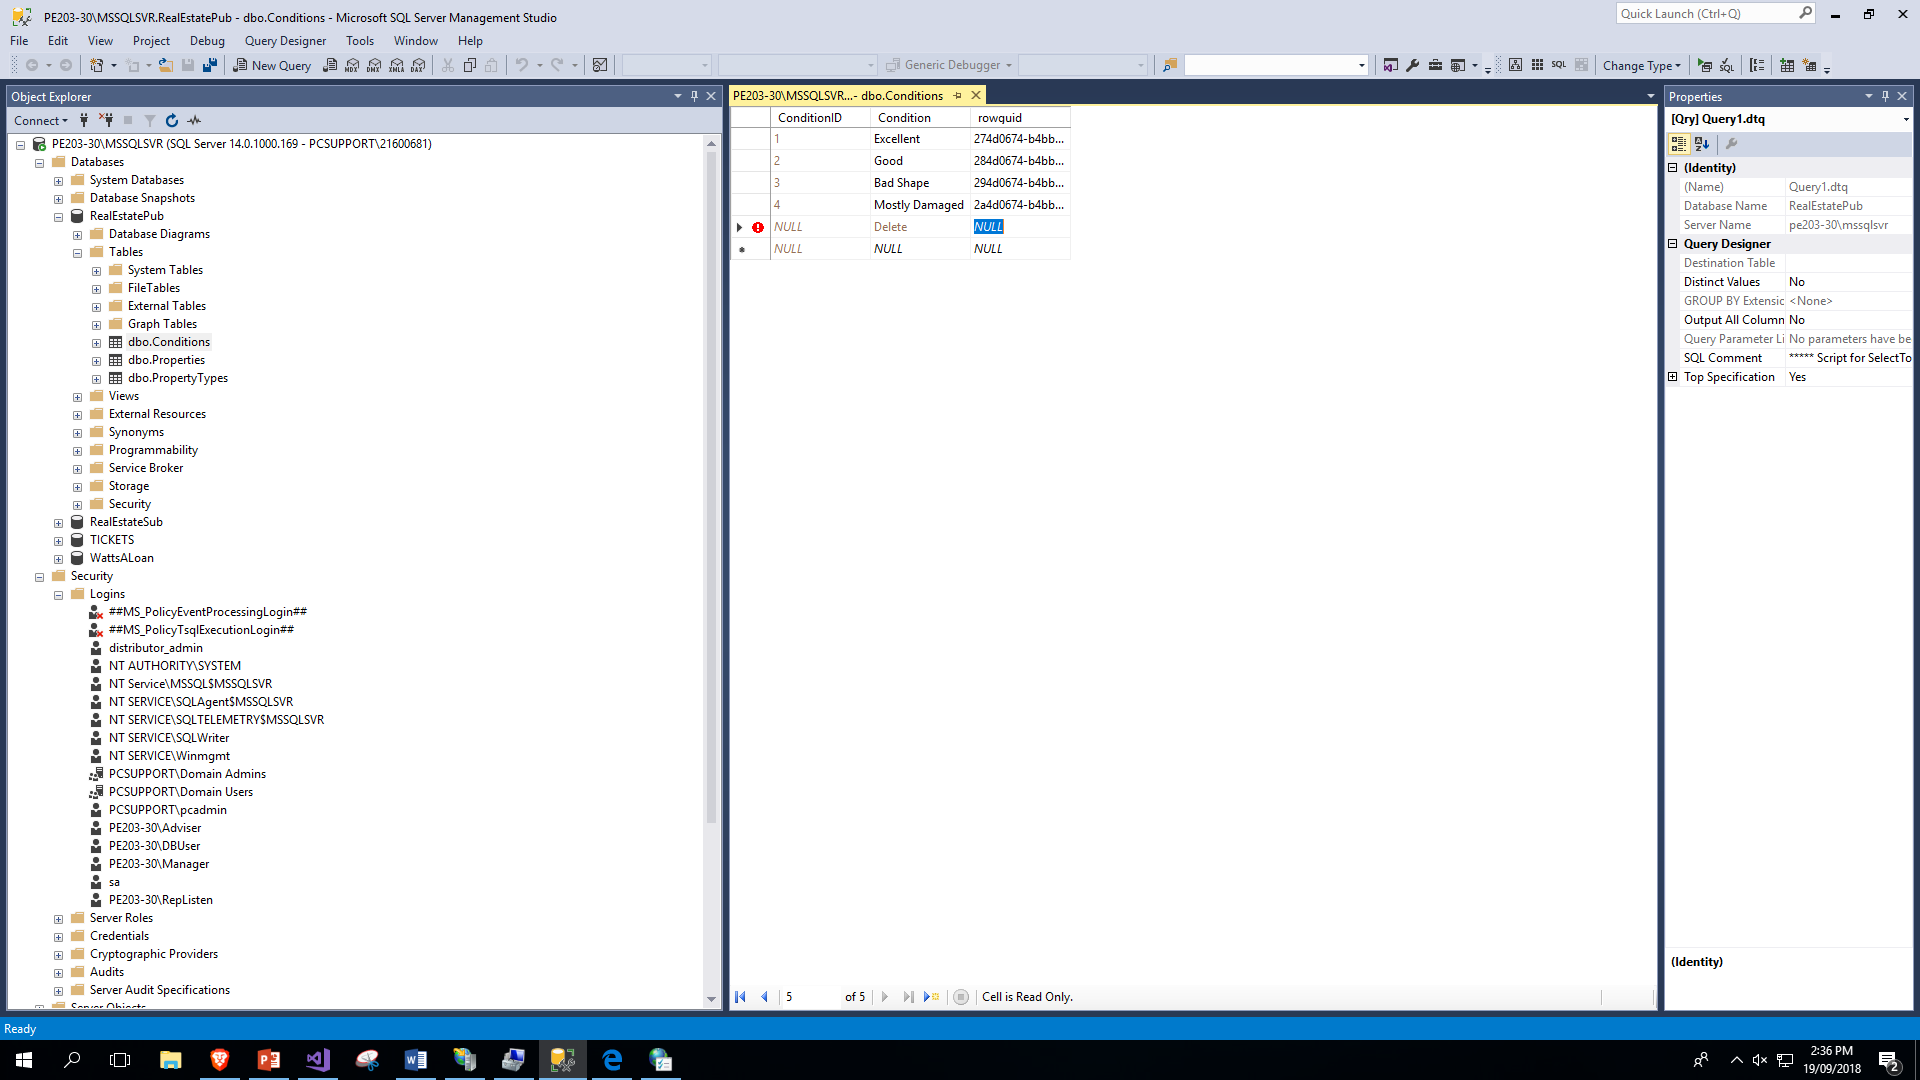 PE203-30\MSSQLSVR.RealEstatePub - dbo.Conditions - Microsoft SQL Server Management Studio
Quick Launch (Ctrl+Q)
File Edit View Project Debug Query Designer Tools Window Help
New Query MDX DMX XMLA DAX Generic Debugger SQL Change Type
Object Explorer
Connect
PE203-30\MSSQLSVR (SQL Server 14.0.1000.169 - PCSUPPORT\21600681)
Databases
System Databases
Database Snapshots
RealEstatePub
Database Diagrams
Tables
System Tables
FileTables
External Tables
Graph Tables
dbo.Conditions
dbo.Properties
dbo.PropertyTypes
Views
External Resources
Synonyms
Programmability
Service Broker
Storage
Security
RealEstateSub
TICKETS
WattsALoan
Security
Logins
##MS_PolicyEventProcessingLogin##
##MS_PolicyTsqlExecutionLogin##
distributor_admin
NT AUTHORITY\SYSTEM
NT Service\MSSQL$MSSQLSVR
NT SERVICE\SQLAgent$MSSQLSVR
NT SERVICE\SQLTELEMETRY$MSSQLSVR
NT SERVICE\SQLWriter
NT SERVICE\Winmgmt
PCSUPPORT\Domain Admins
PCSUPPORT\Domain Users
PCSUPPORT\pcadmin
PE203-30\Adviser
PE203-30\DBUser
PE203-30\Manager
sa
PE203-30\RepListen
Server Roles
Credentials
Cryptographic Providers
Audits
Server Audit Specifications
Server Objects
PE203-30\MSSQLSVR...- dbo.Conditions
ConditionID Condition rowguid
1 Excellent 274d0674-b4bb...
2 Good 284d0674-b4bb...
3 Bad Shape 294d0674-b4bb...
4 Mostly Damaged 2a4d0674-b4bb...
NULL Delete NULL
NULL NULL NULL
5 of 5 Cell is Read Only.
Properties
[Qry] Query1.dtq
(Identity)
(Name) Query1.dtq
Database Name RealEstatePub
Server Name pe203-30\mssqlsvr
Query Designer
Destination Table
Distinct Values No
GROUP BY Extensic <None>
Output All Column No
Query Parameter Li No parameters have be
SQL Comment ***** Script for SelectTo
Top Specification Yes
(Identity)
Ready
2:36 PM
19/09/2018
2